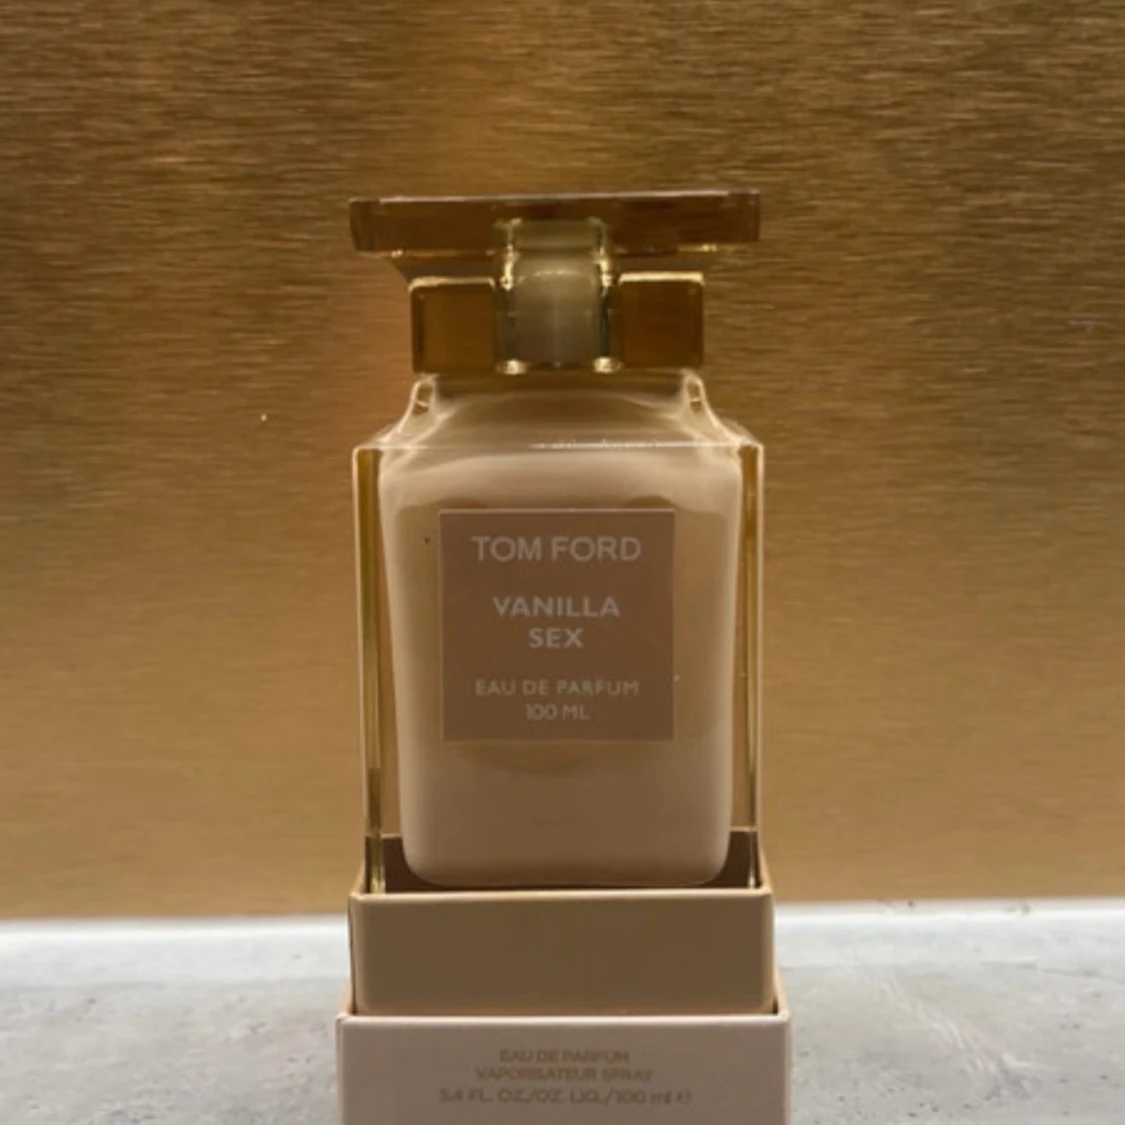 TOM FORD
VANILLA
SEX
EAU DE PARFUM
100 ML
EAU DE PARFUM
VAPORISATEUR SPRAY
3.4 FL. OZ./OZ. LIQ./100 ml ℮